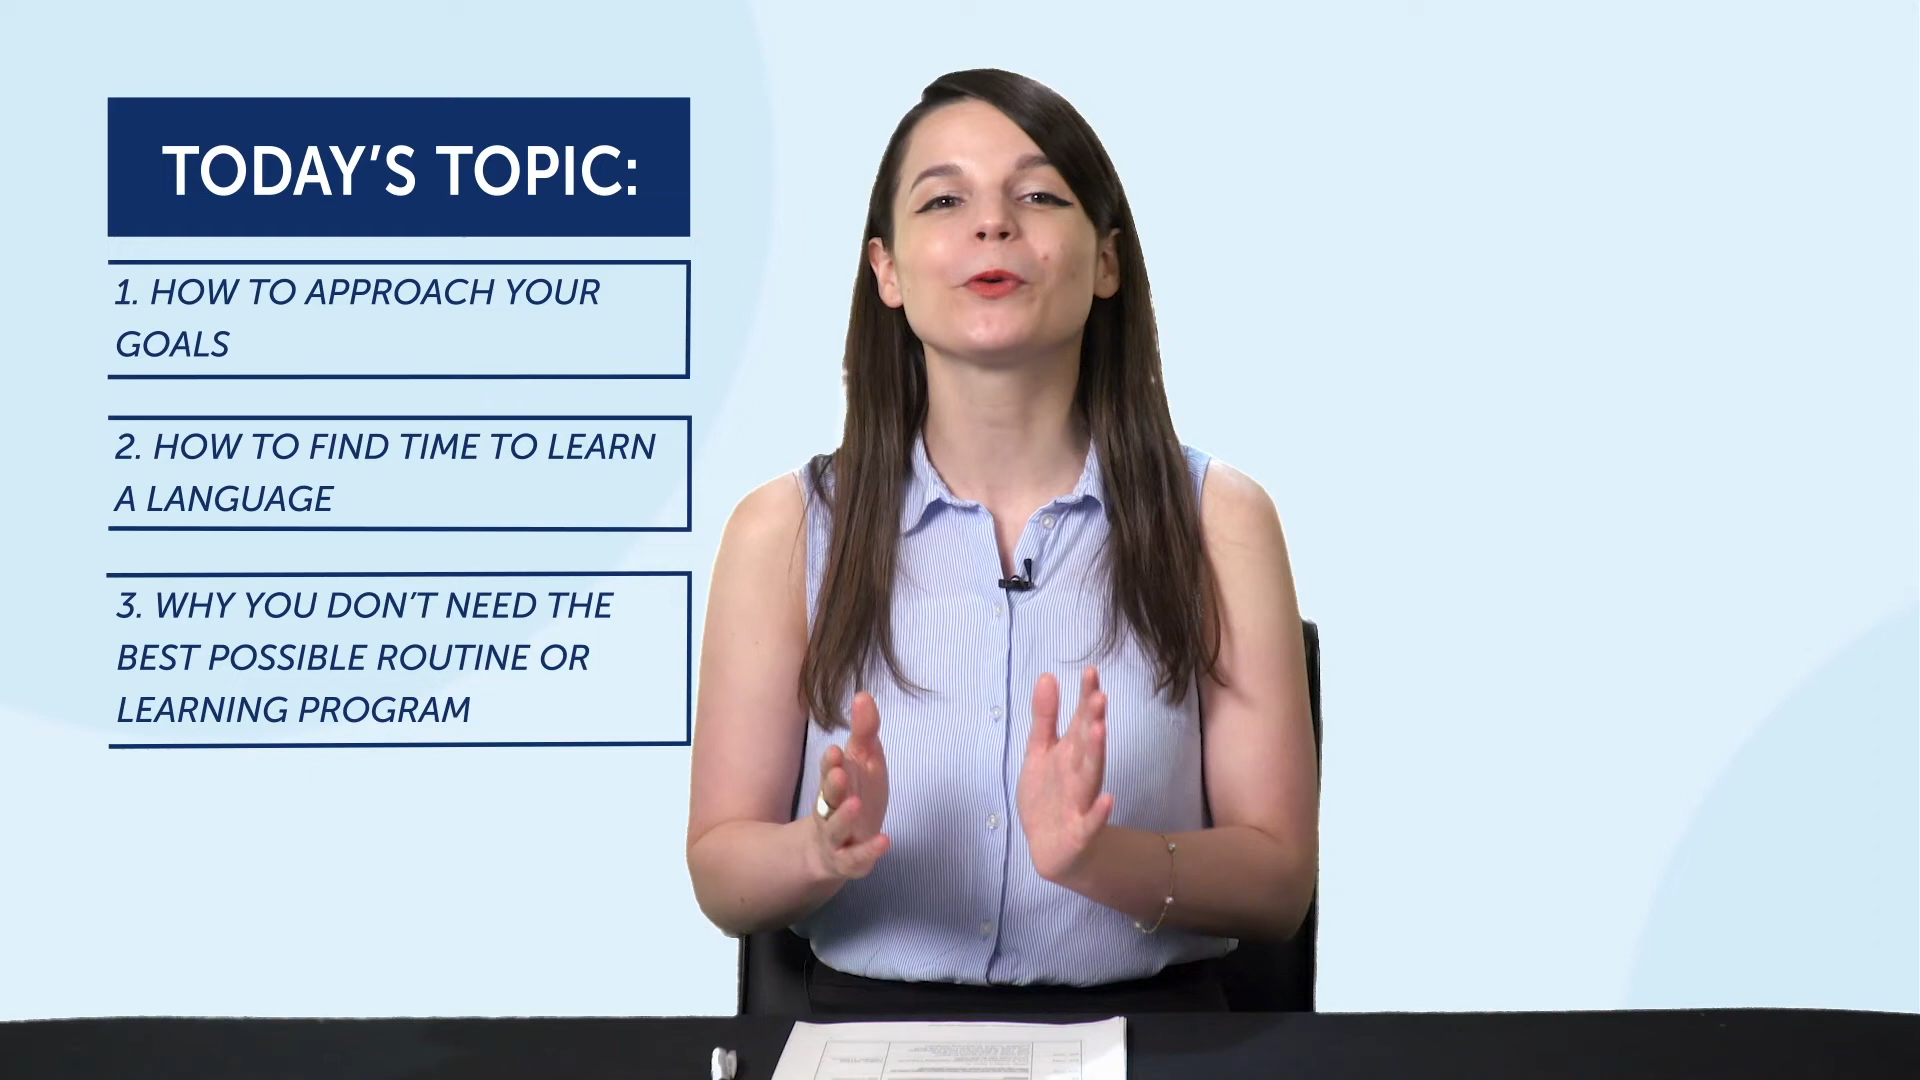 TODAY'S TOPIC:
1. HOW TO APPROACH YOUR
GOALS
2. HOW TO FIND TIME TO LEARN
A LANGUAGE
3. WHY YOU DON'T NEED THE
BEST POSSIBLE ROUTINE OR
LEARNING PROGRAM